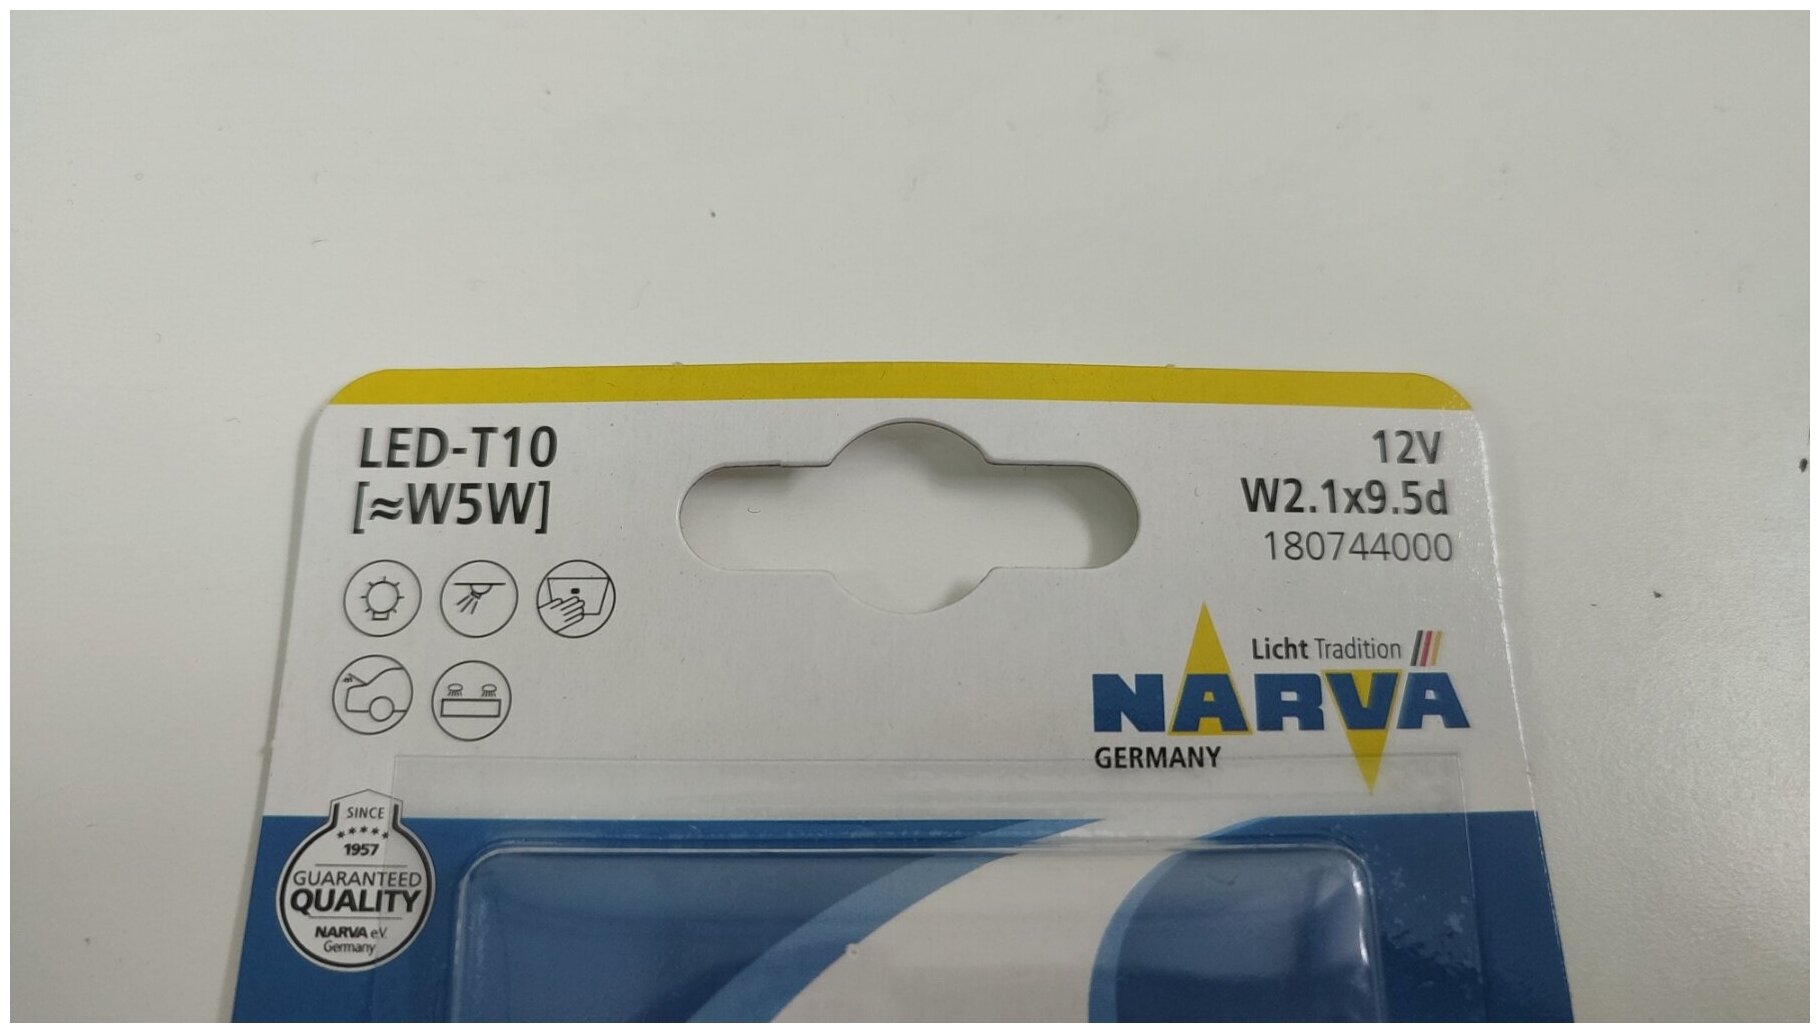 LED-T10
[≈W5W]
12V
W2.1x9.5d
180744000
Licht Tradition
NARVA
GERMANY
SINCE
1957
GUARANTEED
QUALITY
NARVA e.V.
Germany